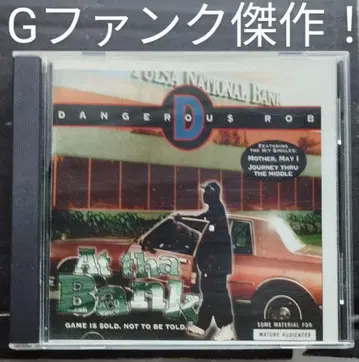 Gファンク傑作！
TULSA NATIONAL BANK
DANGEROU$ ROB
D
FEATURING
THE HIT SINGLES:
MOTHER, MAY I
JOURNEY THRU
THE MIDDLE
At tha
Bank
GAME IS SOLD. NOT TO BE TOLD...
SOME MATERIAL FOR
MATURE AUDIENCES